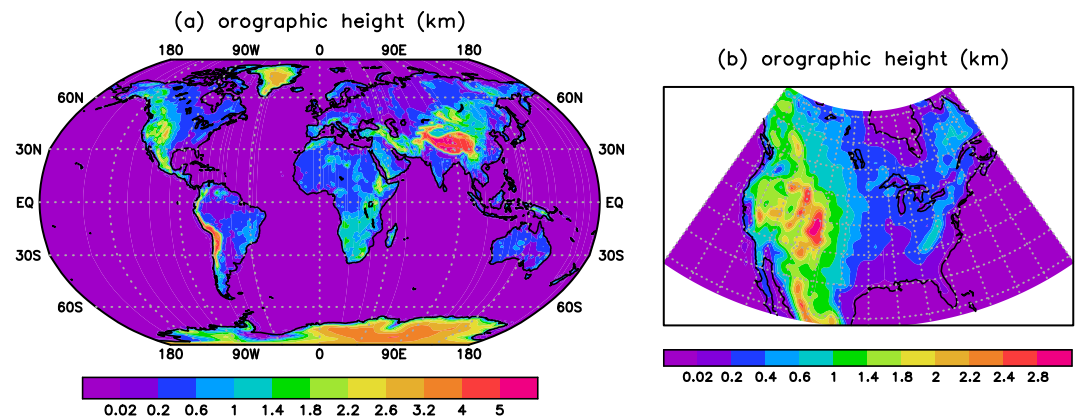 (a) orographic height (km)
180 90W 0 90E 180
60N 60N
30N 30N
EQ EQ
30S 30S
60S 60S
180 90W 0 90E 180
0.02 0.2 0.6 1 1.4 1.8 2.2 2.6 3.2 4 5
(b) orographic height (km)
0.02 0.2 0.4 0.6 1 1.4 1.8 2 2.2 2.4 2.8